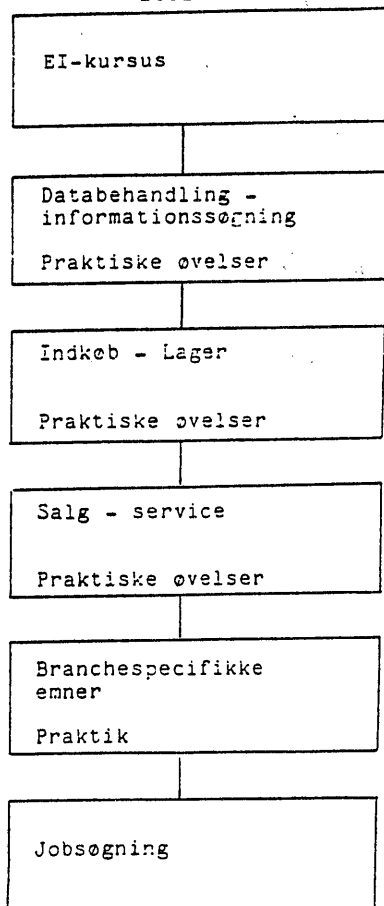 EI-kursus
Databehandling -
informationssøgning
Praktiske øvelser
Indkøb - Lager
Praktiske øvelser
Salg - service
Praktiske øvelser
Branchespecifikke
emner
Praktik
Jobsøgning